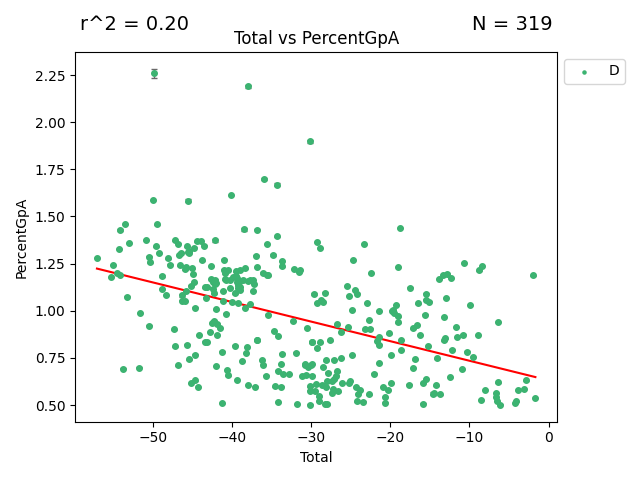 r^2 = 0.20
N = 319
Total vs PercentGpA
D
PercentGpA
2.25
2.00
1.75
1.50
1.25
1.00
0.75
0.50
−50
−40
−30
−20
−10
0
Total